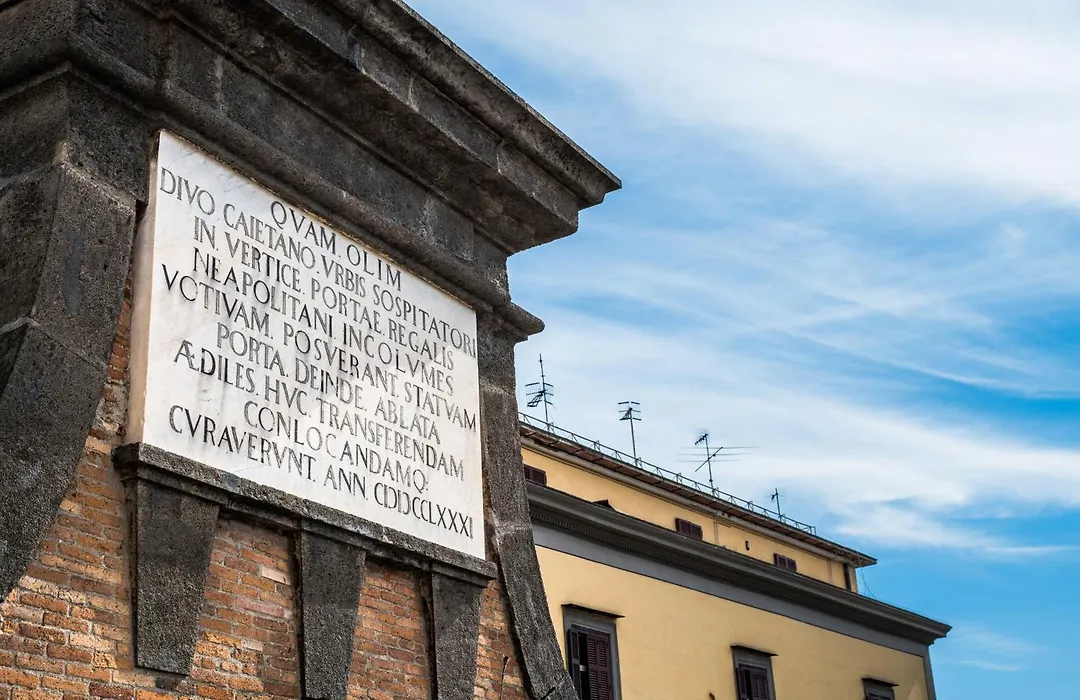 QVAM OLIM
DIVO. CAIETANO. VRBIS SOSPITATORI
IN. VERTICE. PORTAE. REGALIS
NEAPOLITANI INCOLVMES
VOTIVAM. POSVERANT. STATVAM
PORTA. DEINDE. ABLATA
ÆDILES. HVC. TRANSFERENDAM
CONLOCANDAMQ:
CVRAVERVNT. ANN. CIƆIƆCCLXXXI